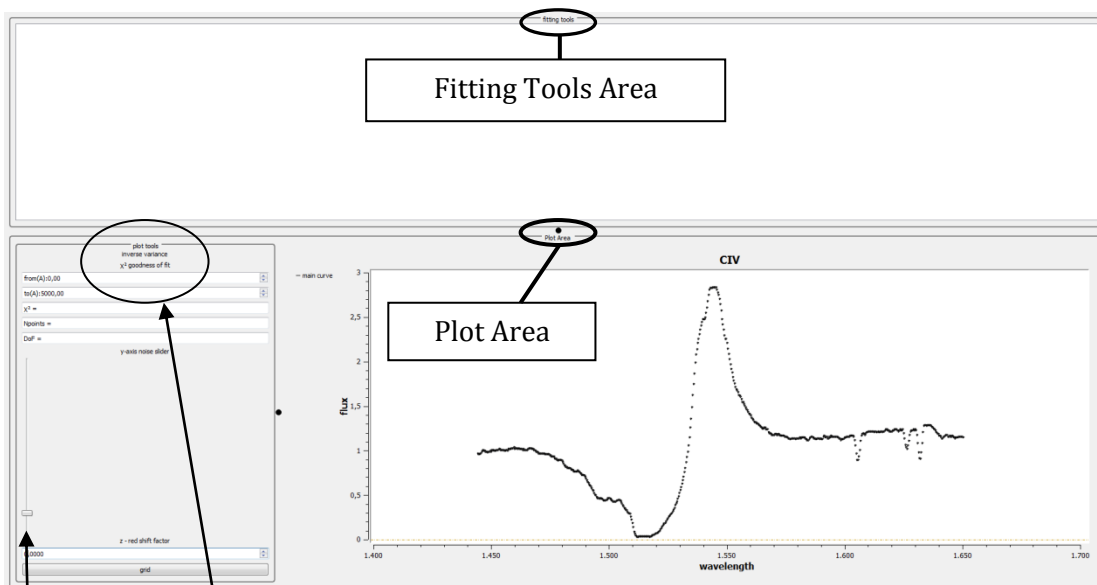 fitting tools
Fitting Tools Area
Plot Area
plot tools
inverse variance
χ² goodness of fit
from(A):0,00
to(A):5000,00
χ² =
Npoints =
DoF =
y-axis noise slider
z - red shift factor
0,0000
grid
main curve
CIV
Plot Area
flux
3
2,5
2
1,5
1
0,5
0
1.400 1.450 1.500 1.550 1.600 1.650 1.700
wavelength